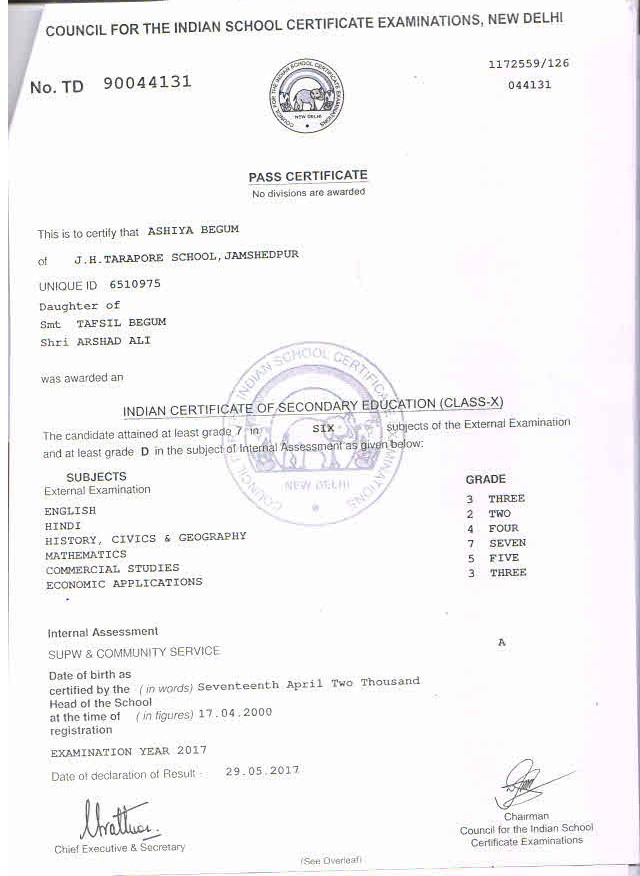 COUNCIL FOR THE INDIAN SCHOOL CERTIFICATE EXAMINATIONS, NEW DELHI
No. TD 90044131
1172559/126
044131
COUNCIL FOR THE INDIAN SCHOOL CERTIFICATE EXAMINATIONS
NEW DELHI
PASS CERTIFICATE
No divisions are awarded
This is to certify that ASHIYA BEGUM
of J.H.TARAPORE SCHOOL, JAMSHEDPUR
UNIQUE ID 6510975
Daughter of
Smt TAFSIL BEGUM
Shri ARSHAD ALI
was awarded an
INDIAN CERTIFICATE OF SECONDARY EDUCATION (CLASS-X)
The candidate attained at least grade 7 in SIX subjects of the External Examination
and at least grade D in the subject of Internal Assessment as given below:
COUNCIL FOR THE INDIAN SCHOOL CERTIFICATE EXAMINATIONS
NEW DELHI
SUBJECTS GRADE
External Examination
ENGLISH 3 THREE
HINDI 2 TWO
HISTORY, CIVICS & GEOGRAPHY 4 FOUR
MATHEMATICS 7 SEVEN
COMMERCIAL STUDIES 5 FIVE
ECONOMIC APPLICATIONS 3 THREE
Internal Assessment
SUPW & COMMUNITY SERVICE A
Date of birth as
certified by the (in words) Seventeenth April Two Thousand
Head of the School
at the time of (in figures) 17.04.2000
registration
EXAMINATION YEAR 2017
Date of declaration of Result : 29.05.2017
Chief Executive & Secretary
Chairman
Council for the Indian School
Certificate Examinations
(See Overleaf)